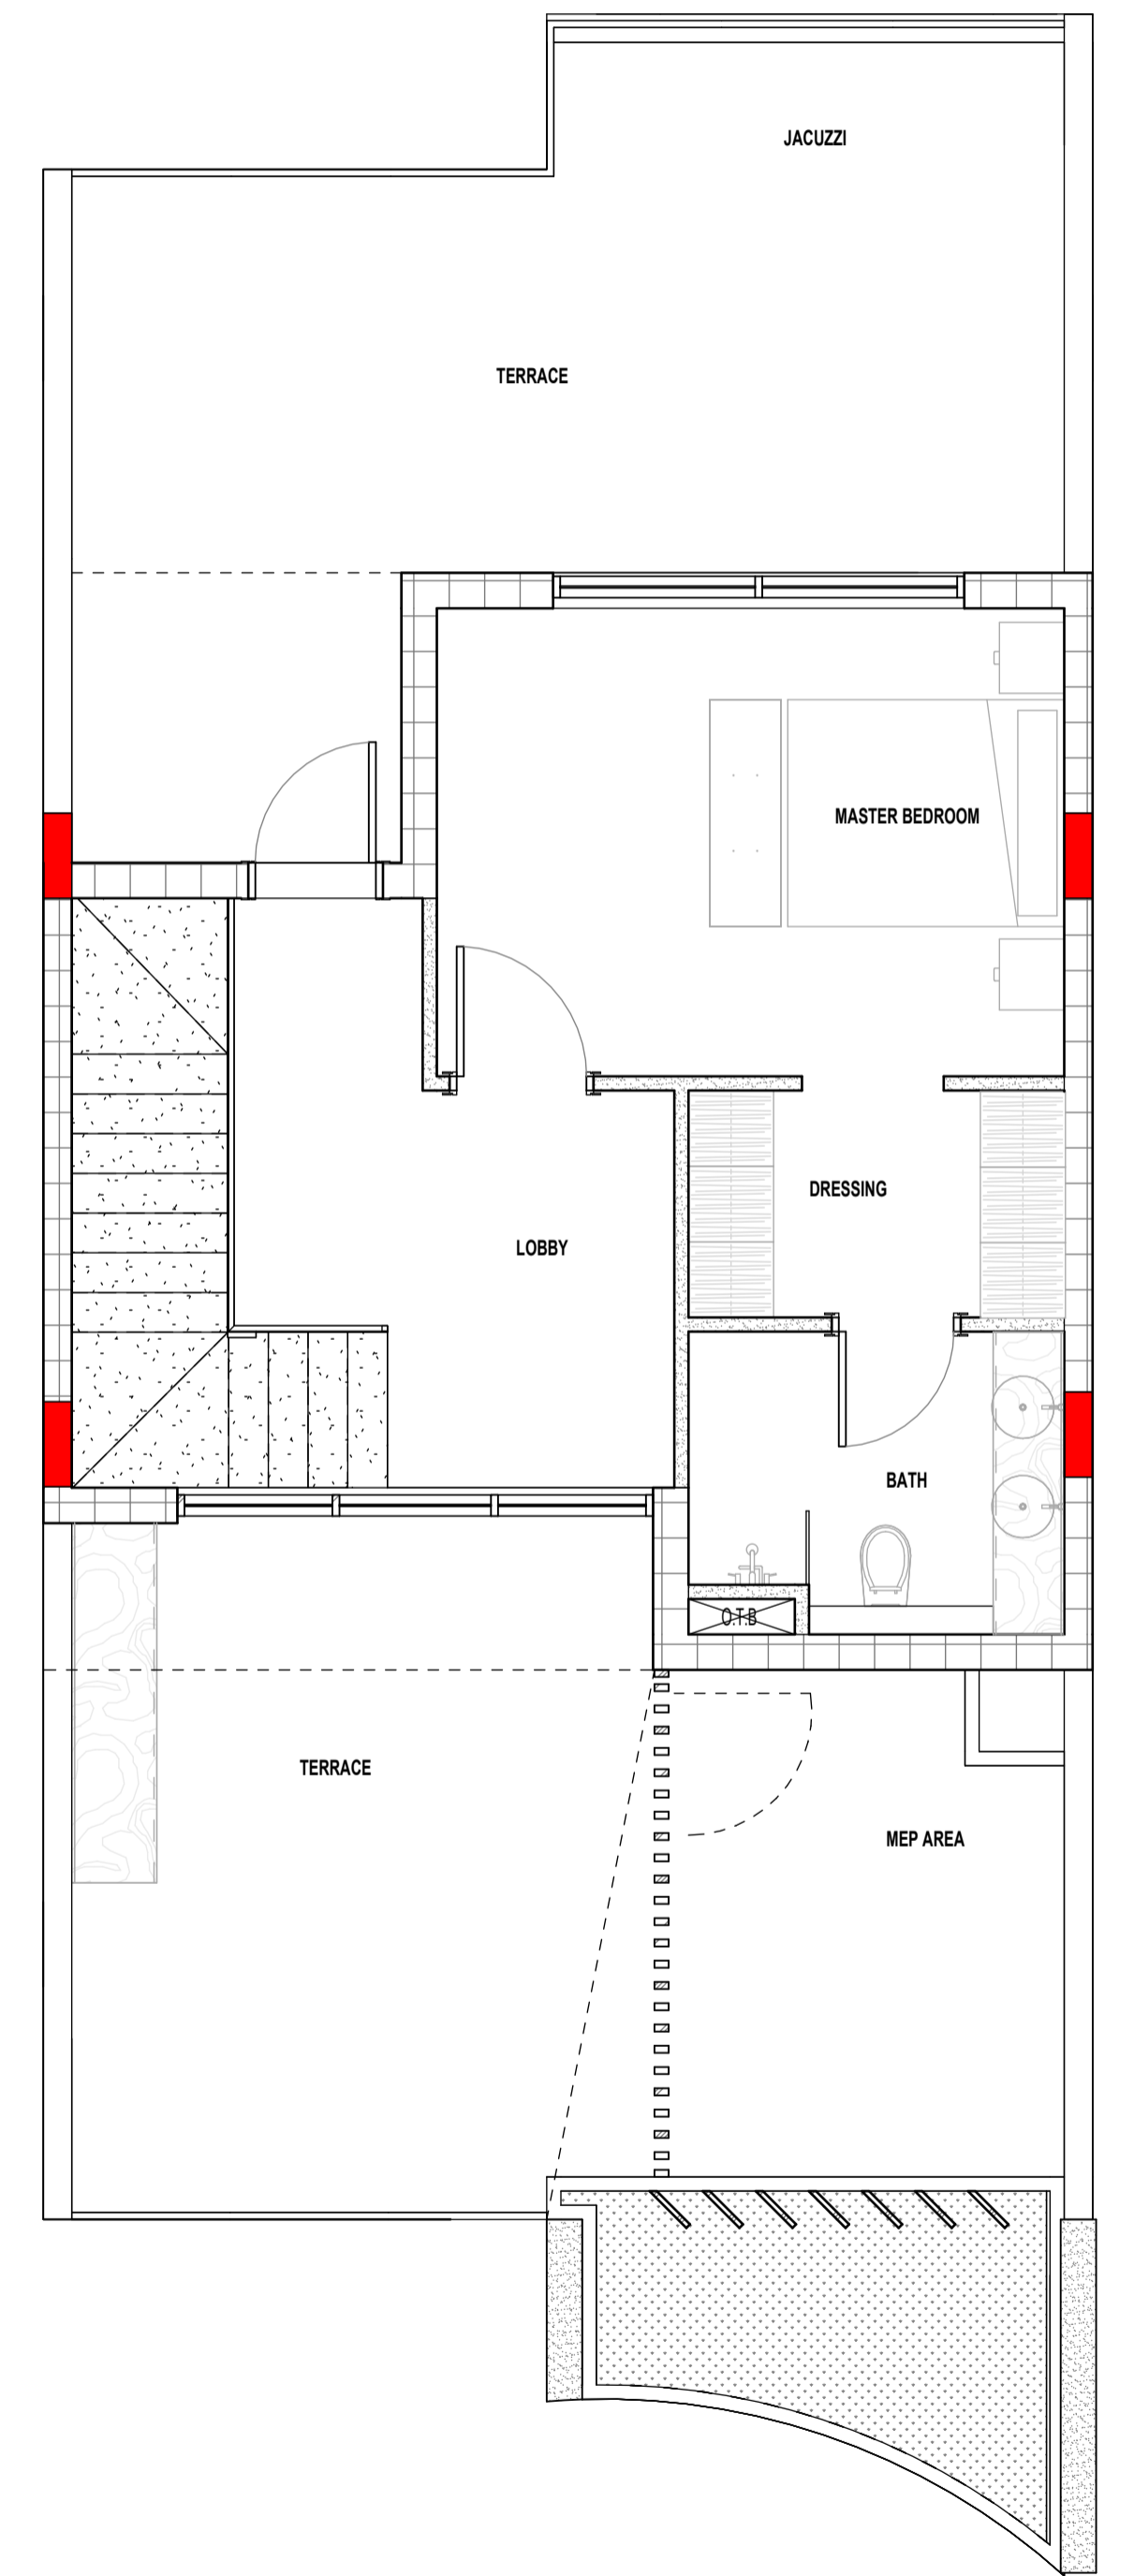 JACUZZI
TERRACE
MASTER BEDROOM
DRESSING
LOBBY
BATH
O.T.B
TERRACE
MEP AREA